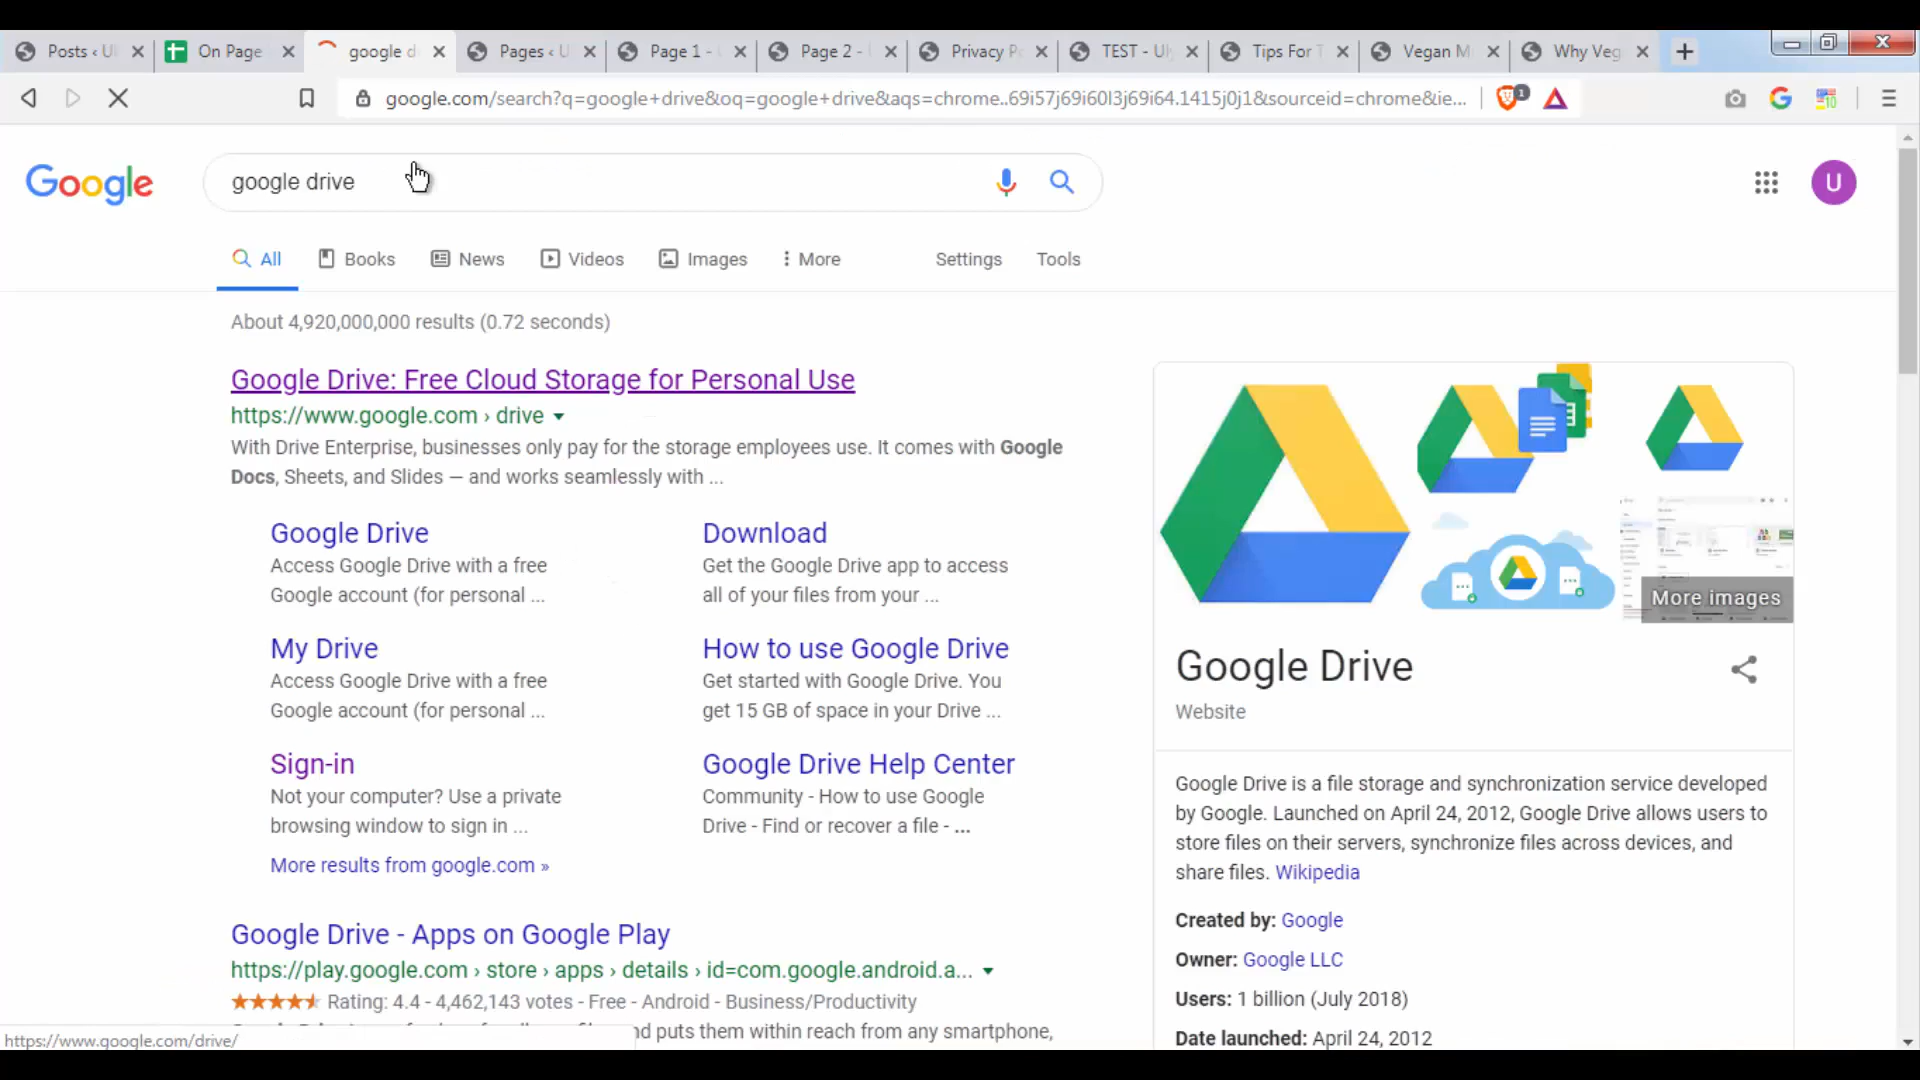 Posts ‹ Ul
On Page
google d
Pages ‹ U
Page 1 -
Page 2 -
Privacy P
TEST - Uly
Tips For T
Vegan M
Why Veg
google.com/search?q=google+drive&oq=google+drive&aqs=chrome..69i57j69i60l3j69i64.1415j0j1&sourceid=chrome&ie...
1
10
Google
google drive
U
All
Books
News
Videos
Images
More
Settings
Tools
About 4,920,000,000 results (0.72 seconds)
Google Drive: Free Cloud Storage for Personal Use
https://www.google.com › drive
With Drive Enterprise, businesses only pay for the storage employees use. It comes with Google
Docs, Sheets, and Slides — and works seamlessly with ...
Google Drive
Access Google Drive with a free
Google account (for personal ...
Download
Get the Google Drive app to access
all of your files from your ...
My Drive
Access Google Drive with a free
Google account (for personal ...
How to use Google Drive
Get started with Google Drive. You
get 15 GB of space in your Drive ...
Sign-in
Not your computer? Use a private
browsing window to sign in ...
Google Drive Help Center
Community - How to use Google
Drive - Find or recover a file - ...
More results from google.com »
Google Drive - Apps on Google Play
https://play.google.com › store › apps › details › id=com.google.android.a...
Rating: 4.4 - 4,462,143 votes - Free - Android - Business/Productivity
puts them within reach from any smartphone,
https://www.google.com/drive/
More images
Google Drive
Website
Google Drive is a file storage and synchronization service developed
by Google. Launched on April 24, 2012, Google Drive allows users to
store files on their servers, synchronize files across devices, and
share files. Wikipedia
Created by: Google
Owner: Google LLC
Users: 1 billion (July 2018)
Date launched: April 24, 2012